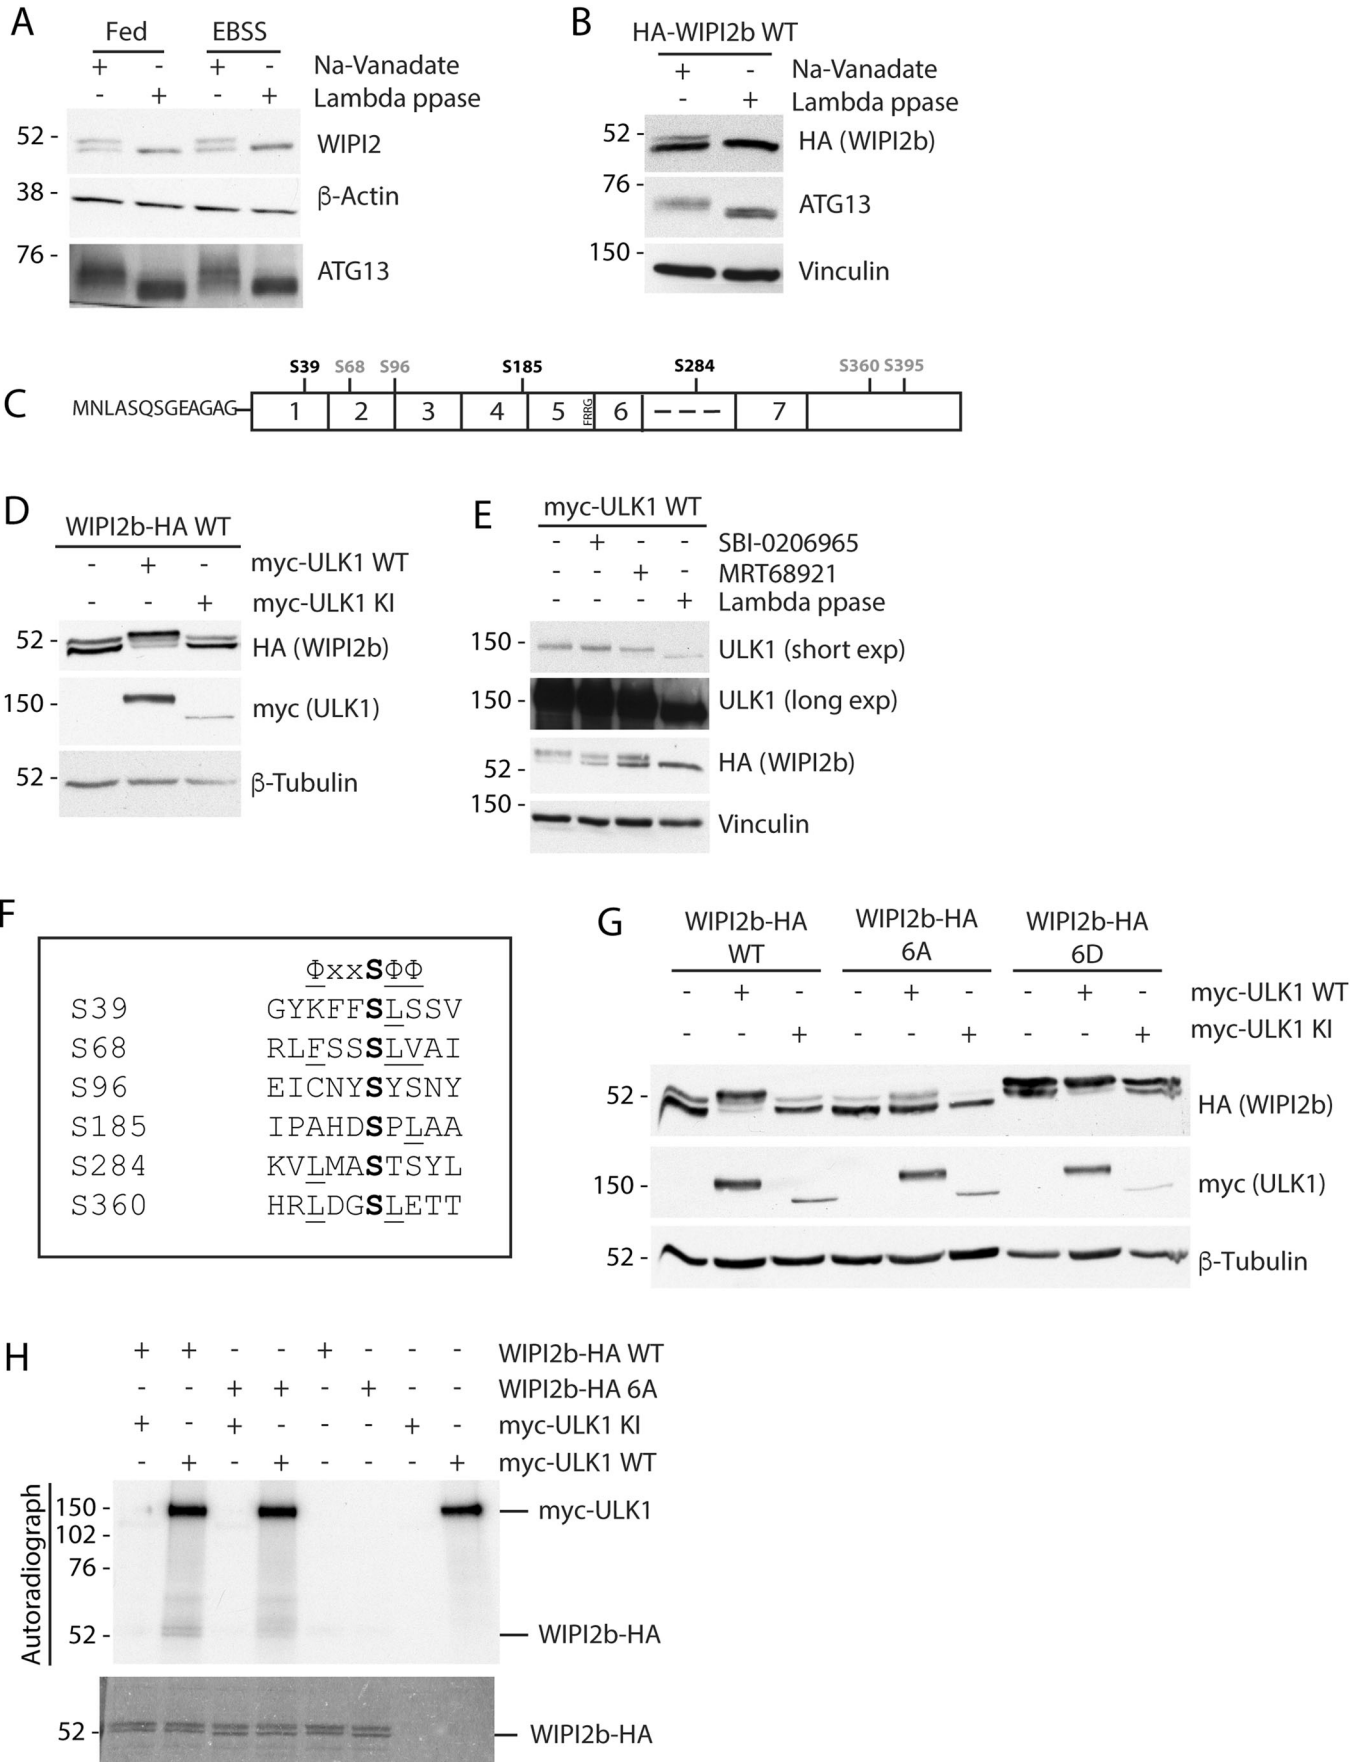 A
Fed EBSS
+ - + - Na-Vanadate
- + - + Lambda ppase
52 - WIPI2
38 - β-Actin
76 - ATG13
B
HA-WIPI2b WT
+ - Na-Vanadate
- + Lambda ppase
52 - HA (WIPI2b)
76 - ATG13
150 - Vinculin
C
S39 S68 S96 S185 S284 S360 S395
MNLASQSGEAGAG 1 2 3 4 5 FRRG 6 - - - 7
D
WIPI2b-HA WT
- + - myc-ULK1 WT
- - + myc-ULK1 KI
52 - HA (WIPI2b)
150 - myc (ULK1)
52 - β-Tubulin
E
myc-ULK1 WT
- + - - SBI-0206965
- - + - MRT68921
- - - + Lambda ppase
150 - ULK1 (short exp)
150 - ULK1 (long exp)
52 - HA (WIPI2b)
150 - Vinculin
F
ΦxxSΦΦ
S39 GYKFFSLSSV
S68 RLFSSSLVAI
S96 EICNYSYSNY
S185 IPAHDSPLAA
S284 KVLMASTSYL
S360 HRLDGSLETT
G
WIPI2b-HA WT WIPI2b-HA 6A WIPI2b-HA 6D
- + - - + - - + - myc-ULK1 WT
- - + - - + - - + myc-ULK1 KI
52 - HA (WIPI2b)
150 - myc (ULK1)
52 - β-Tubulin
H
+ + - - + - - - WIPI2b-HA WT
- - + + - + - - WIPI2b-HA 6A
+ - + - - - + - myc-ULK1 KI
- + - + - - - + myc-ULK1 WT
Autoradiograph
150 - myc-ULK1
102 -
76 -
52 - WIPI2b-HA
52 - WIPI2b-HA